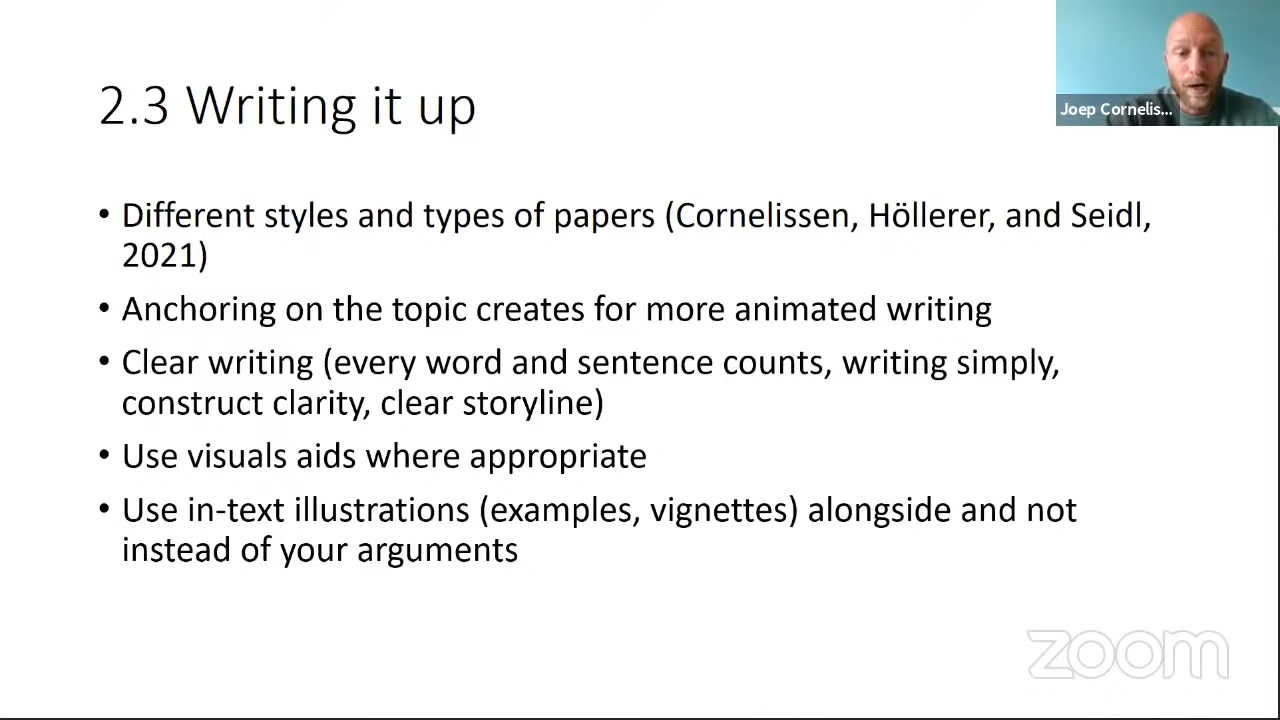 2.3 Writing it up
Joep Cornelis...
• Different styles and types of papers (Cornelissen, Höllerer, and Seidl,
2021)
• Anchoring on the topic creates for more animated writing
• Clear writing (every word and sentence counts, writing simply,
construct clarity, clear storyline)
• Use visuals aids where appropriate
• Use in-text illustrations (examples, vignettes) alongside and not
instead of your arguments
zoom